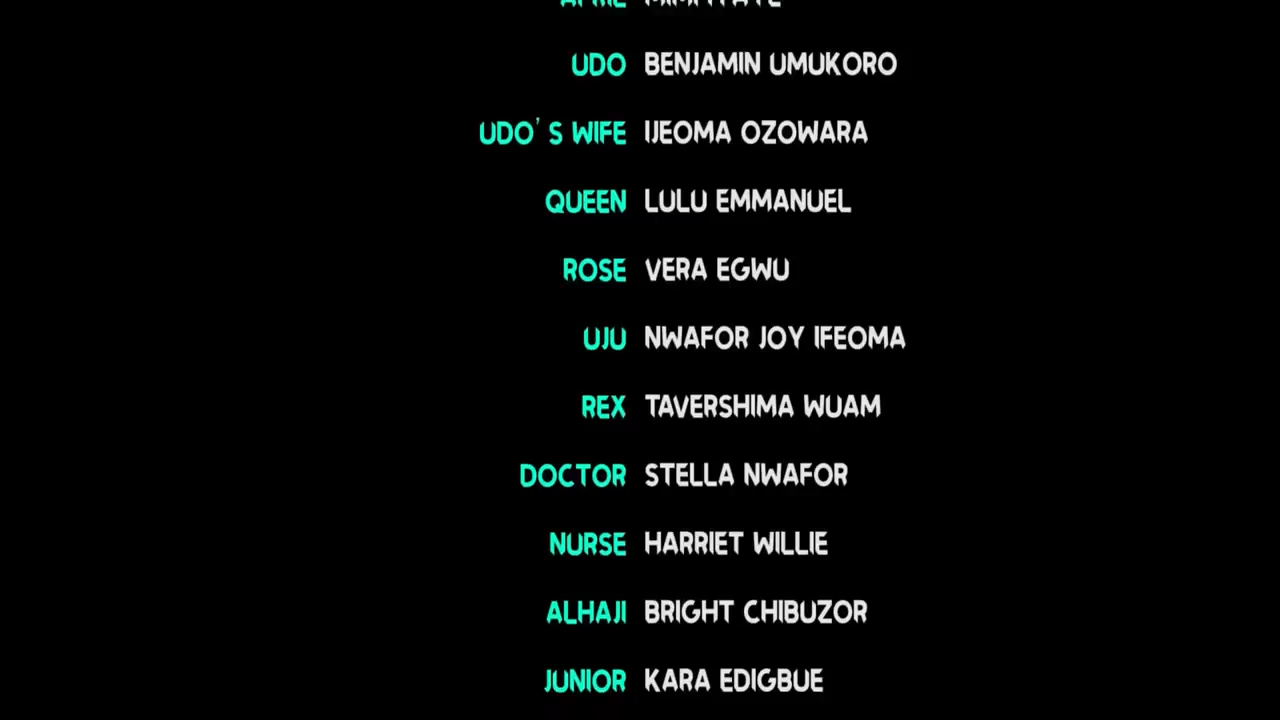 APRIL
UDO BENJAMIN UMUKORO
UDO'S WIFE IJEOMA OZOWARA
QUEEN LULU EMMANUEL
ROSE VERA EGWU
UJU NWAFOR JOY IFEOMA
REX TAVERSHIMA WUAM
DOCTOR STELLA NWAFOR
NURSE HARRIET WILLIE
ALHAJI BRIGHT CHIBUZOR
JUNIOR KARA EDIGBUE